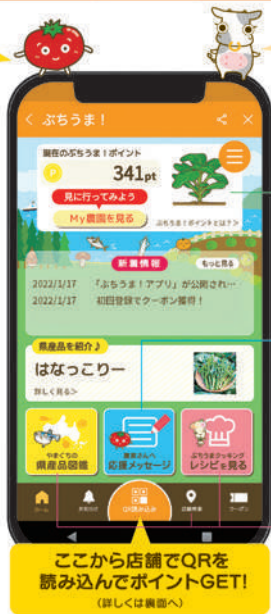 ぶちうま！
現在のぶちうま！ポイント
P
341pt
見に行ってみよう
My農園を見る
ぶちうま！ポイントとは？>
新着情報
もっと見る
2022/1/17 「ぶちうま！アプリ」が公開され…
2022/1/17 初回登録でクーポン獲得！
県産品を紹介♪
はなっこりー
詳しく見る>
やまぐちの
県産品図鑑
農家さんへ
応援メッセージ
ぶちうまクッキング
レシピを見る
ホーム
お知らせ
QR読み込み
店舗検索
クーポン
ここから店舗でQRを
読み込んでポイントGET!
(詳しくは裏面へ)